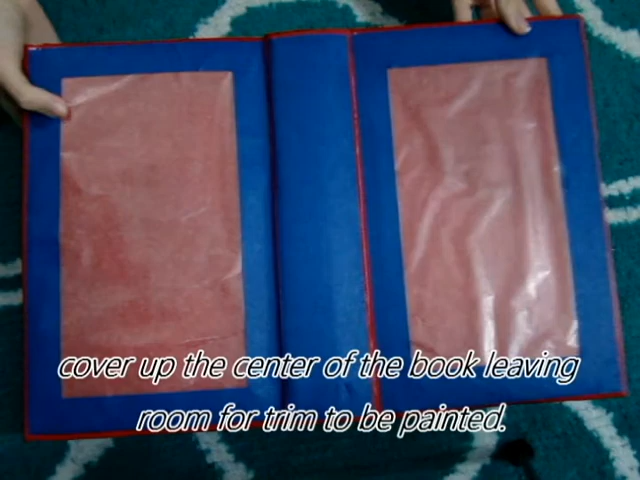 cover up the center of the book leaving
room for trim to be painted.